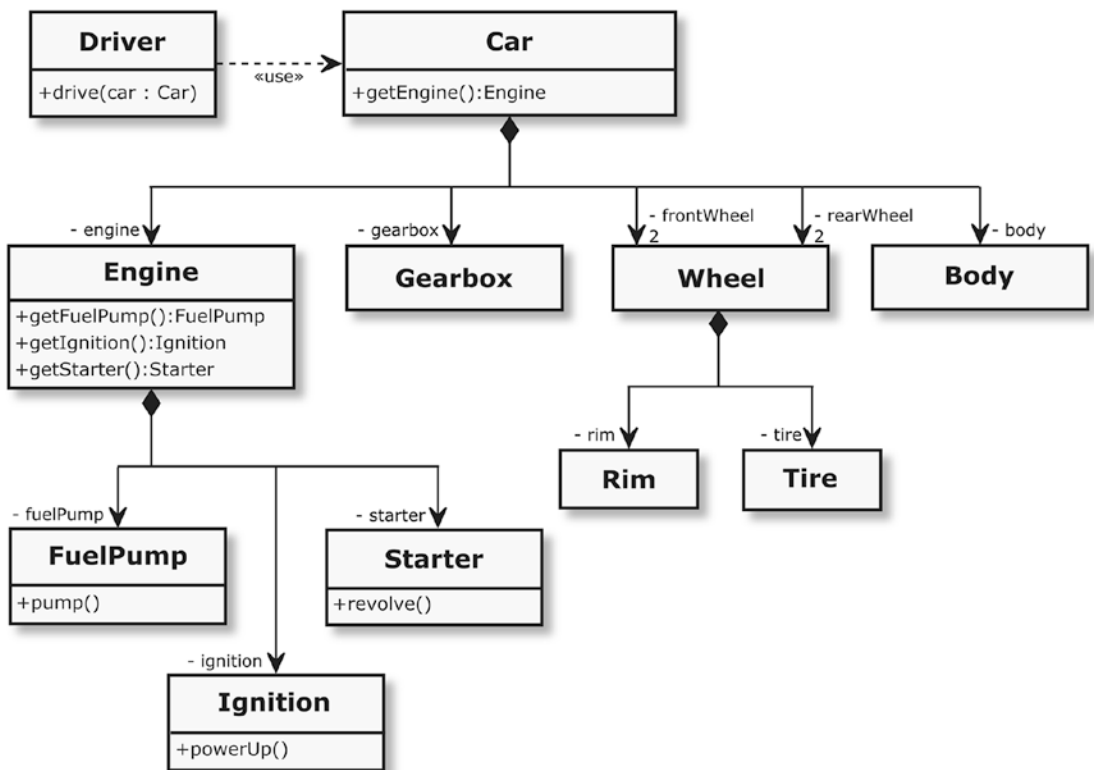 Driver
+drive(car : Car)
«use»
Car
+getEngine():Engine
- engine
- gearbox
- frontWheel
2
- rearWheel
2
- body
Engine
+getFuelPump():FuelPump
+getIgnition():Ignition
+getStarter():Starter
Gearbox
Wheel
Body
- rim
- tire
Rim
Tire
- fuelPump
- starter
FuelPump
+pump()
Starter
+revolve()
- ignition
Ignition
+powerUp()